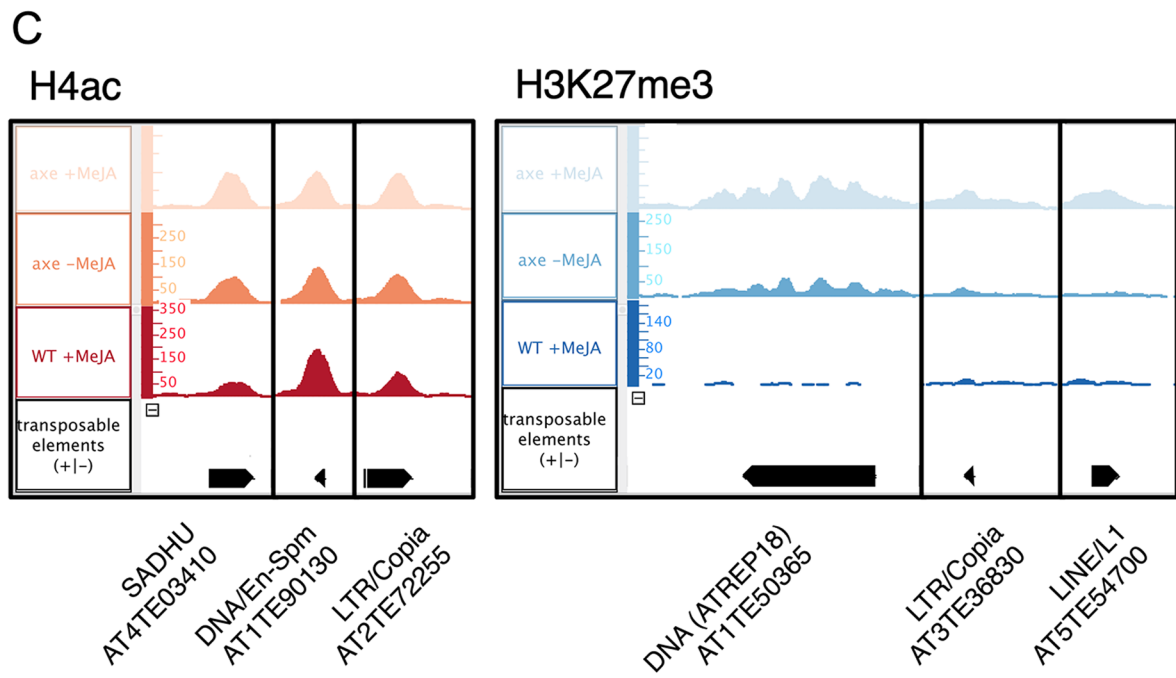 C
H4ac
H3K27me3
axe +MeJA
axe -MeJA
250
150
50
WT +MeJA
350
250
150
50
transposable
elements
(+|-)
axe +MeJA
axe -MeJA
250
150
50
WT +MeJA
140
80
20
transposable
elements
(+|-)
SADHU
AT4TE03410
DNA/En-Spm
AT1TE90130
LTR/Copia
AT2TE72255
DNA (ATREP18)
AT1TE50365
LTR/Copia
AT3TE36830
LINE/L1
AT5TE54700